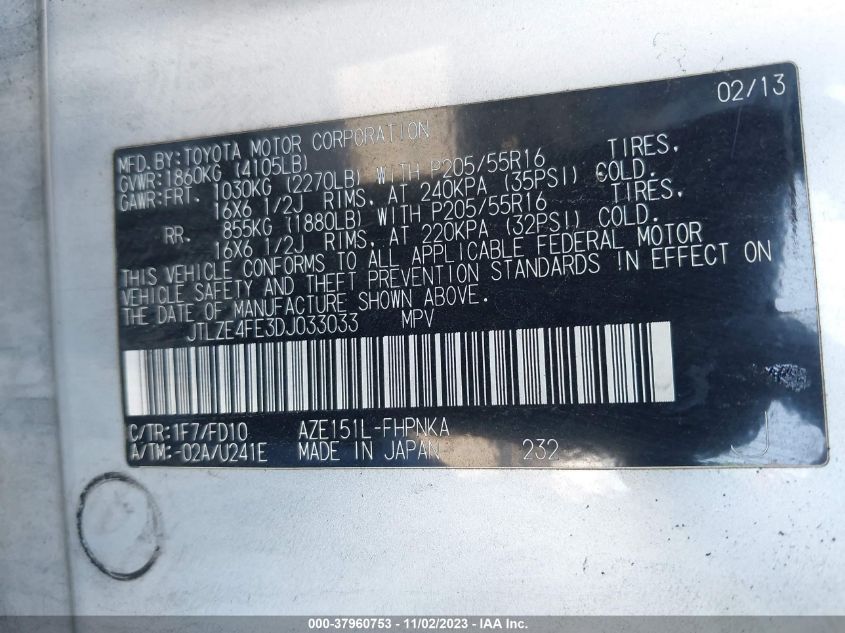 02/13
MFD.BY:TOYOTA MOTOR CORPORATION
GVWR:1860KG (4105LB)
GAWR:FRT. 1030KG (2270LB) WITH P205/55R16 TIRES,
16X6 1/2J RIMS, AT 240KPA (35PSI) COLD.
RR. 855KG (1880LB) WITH P205/55R16 TIRES,
16X6 1/2J RIMS, AT 220KPA (32PSI) COLD.
THIS VEHICLE CONFORMS TO ALL APPLICABLE FEDERAL MOTOR
VEHICLE SAFETY AND THEFT PREVENTION STANDARDS IN EFFECT ON
THE DATE OF MANUFACTURE SHOWN ABOVE.
JTLZE4FE3DJ033033 MPV
C/TR:1F7/FD10 AZE151L-FHPNKA
A/TM:-02A/U241E MADE IN JAPAN 232 J
000-37960753 - 11/02/2023 - IAA Inc.